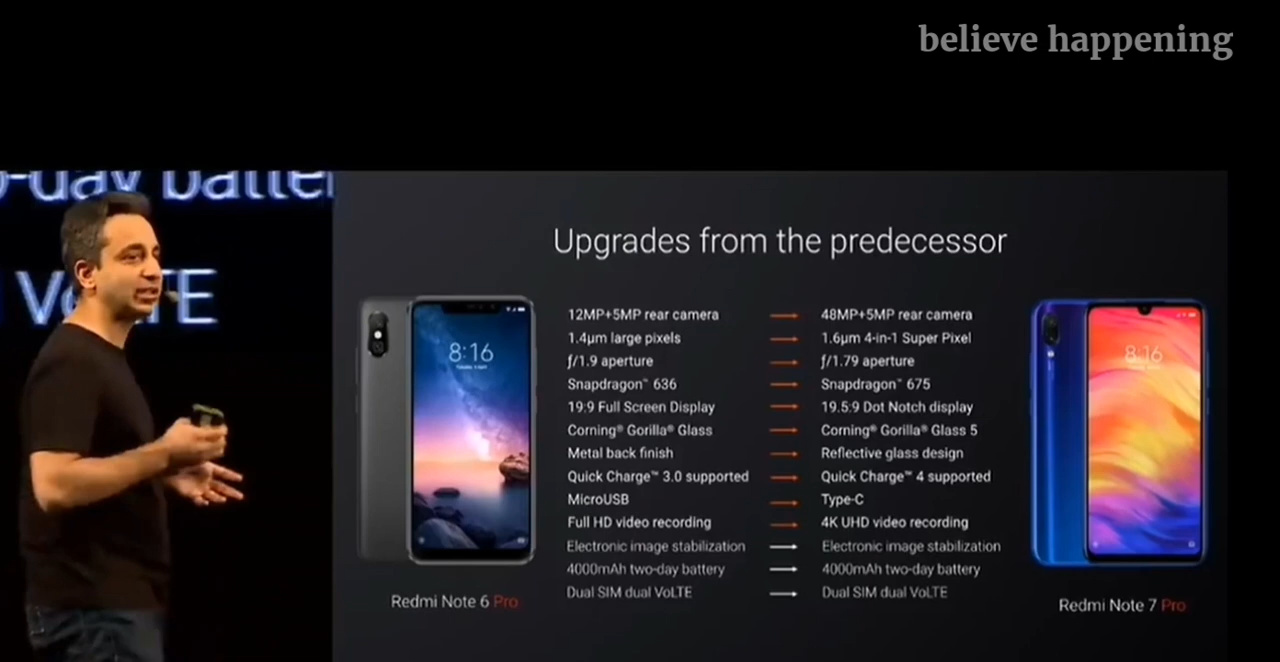 believe happening
o-day batter
VoLTE
Upgrades from the predecessor
12MP+5MP rear camera → 48MP+5MP rear camera
1.4µm large pixels → 1.6µm 4-in-1 Super Pixel
ƒ/1.9 aperture → ƒ/1.79 aperture
Snapdragon™ 636 → Snapdragon™ 675
19:9 Full Screen Display → 19.5:9 Dot Notch display
Corning® Gorilla® Glass → Corning® Gorilla® Glass 5
Metal back finish → Reflective glass design
Quick Charge™ 3.0 supported → Quick Charge™ 4 supported
MicroUSB → Type-C
Full HD video recording → 4K UHD video recording
Electronic image stabilization → Electronic image stabilization
4000mAh two-day battery → 4000mAh two-day battery
Dual SIM dual VoLTE → Dual SIM dual VoLTE
8:16
8:16
Redmi Note 6 Pro
Redmi Note 7 Pro